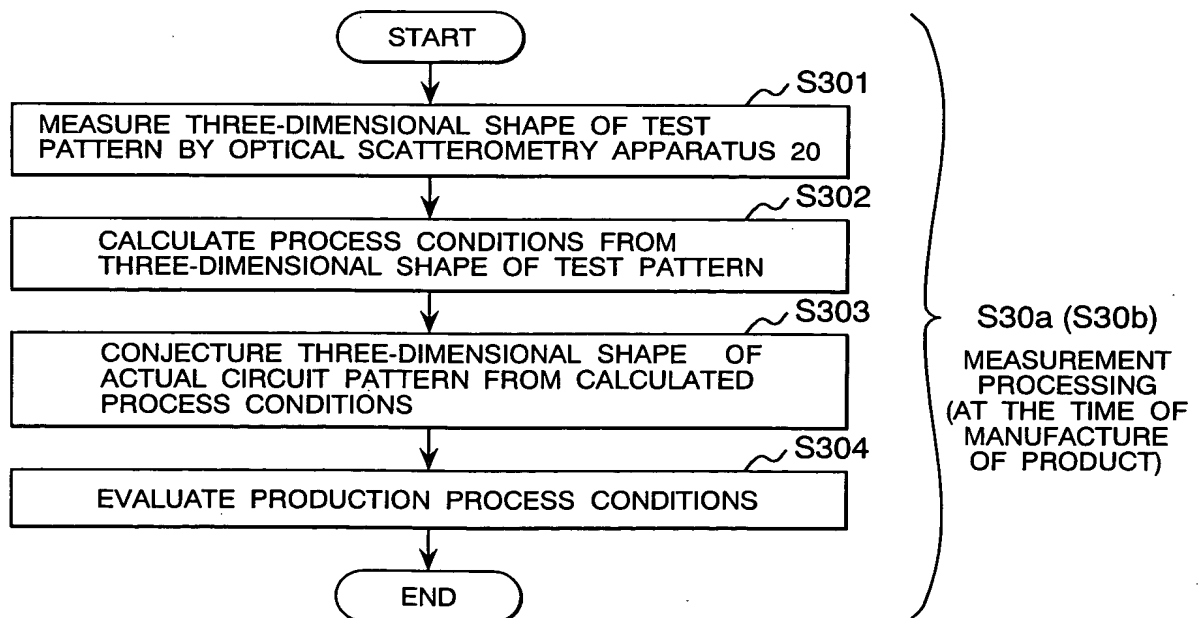 START
S301
MEASURE THREE-DIMENSIONAL SHAPE OF TEST
PATTERN BY OPTICAL SCATTEROMETRY APPARATUS 20
S302
CALCULATE PROCESS CONDITIONS FROM
THREE-DIMENSIONAL SHAPE OF TEST PATTERN
S303
CONJECTURE THREE-DIMENSIONAL SHAPE OF
ACTUAL CIRCUIT PATTERN FROM CALCULATED
PROCESS CONDITIONS
S304
EVALUATE PRODUCTION PROCESS CONDITIONS
END
S30a (S30b)
MEASUREMENT
PROCESSING
(AT THE TIME OF
MANUFACTURE
OF PRODUCT)